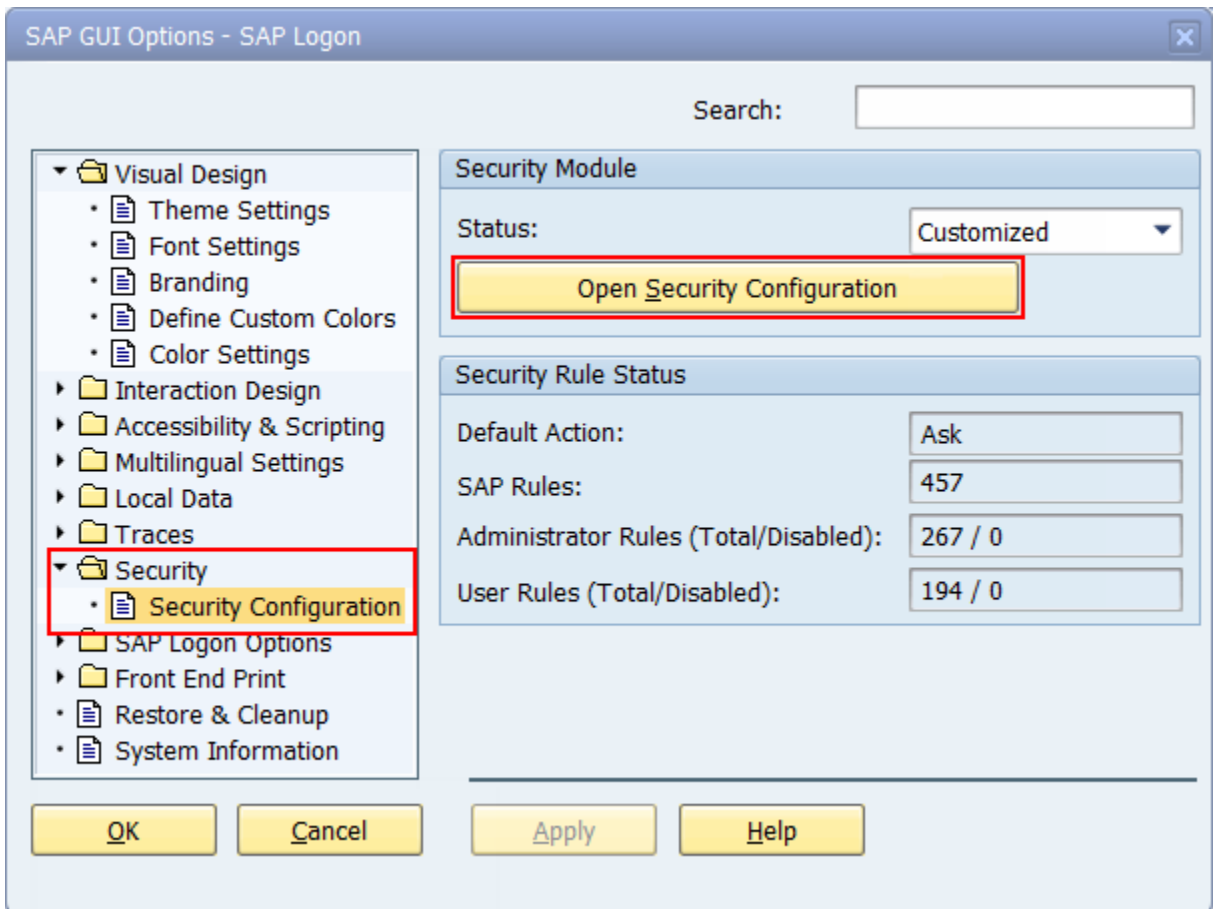 SAP GUI Options - SAP Logon
Search:
Visual Design
Theme Settings
Font Settings
Branding
Define Custom Colors
Color Settings
Interaction Design
Accessibility & Scripting
Multilingual Settings
Local Data
Traces
Security
Security Configuration
SAP Logon Options
Front End Print
Restore & Cleanup
System Information
Security Module
Status: Customized
Open Security Configuration
Security Rule Status
Default Action: Ask
SAP Rules: 457
Administrator Rules (Total/Disabled): 267 / 0
User Rules (Total/Disabled): 194 / 0
OK Cancel Apply Help